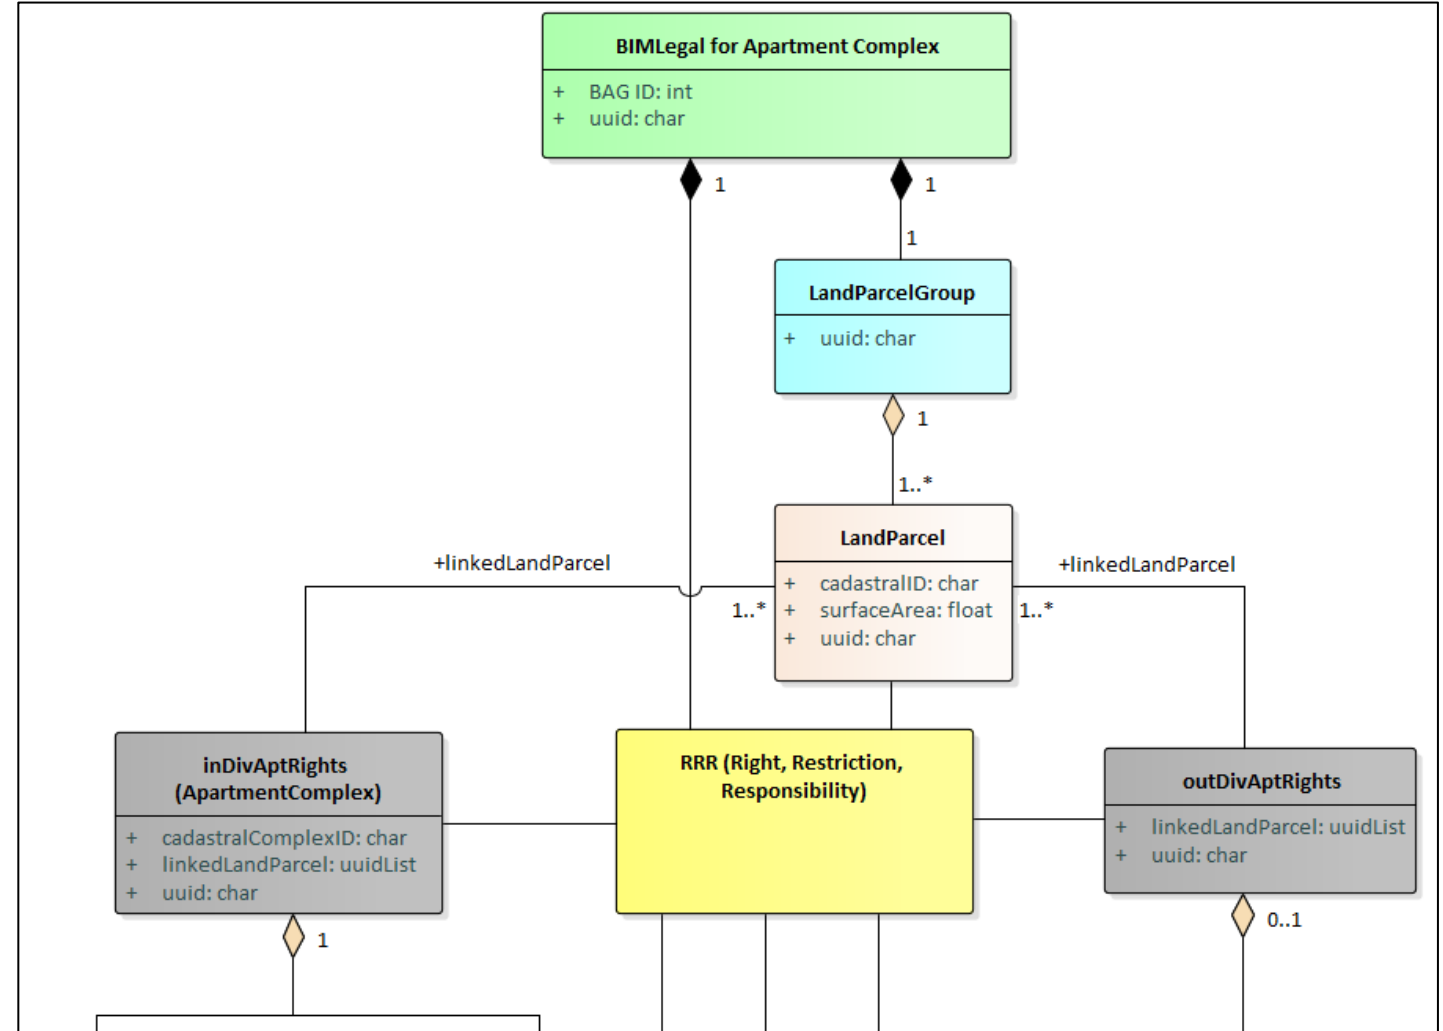 BIMLegal for Apartment Complex
+ BAG ID: int
+ uuid: char
1
1
1
LandParcelGroup
+ uuid: char
1
1..*
LandParcel
+ cadastralID: char
+ surfaceArea: float
+ uuid: char
+linkedLandParcel
1..*
+linkedLandParcel
1..*
inDivAptRights
(ApartmentComplex)
+ cadastralComplexID: char
+ linkedLandParcel: uuidList
+ uuid: char
1
RRR (Right, Restriction,
Responsibility)
outDivAptRights
+ linkedLandParcel: uuidList
+ uuid: char
0..1